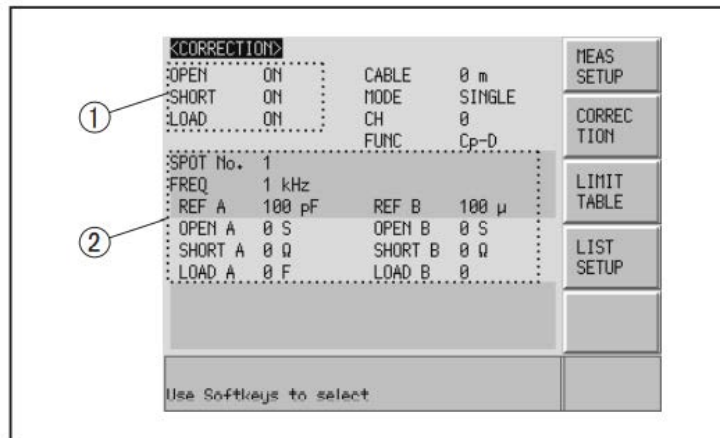 <CORRECTION>
OPEN ON CABLE 0 m
SHORT ON MODE SINGLE
LOAD ON CH 0
FUNC Cp-D
SPOT No. 1
FREQ 1 kHz
REF A 100 pF REF B 100 μ
OPEN A 0 S OPEN B 0 S
SHORT A 0 Ω SHORT B 0 Ω
LOAD A 0 F LOAD B 0
Use Softkeys to select
MEAS
SETUP
CORREC
TION
LIMIT
TABLE
LIST
SETUP
①
②